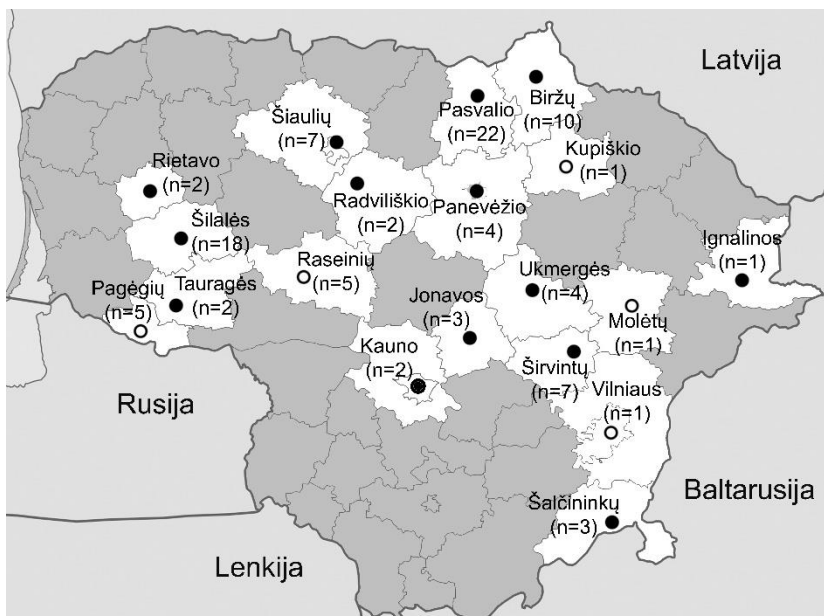 Latvija
Biržų
(n=10)
Pasvalio
(n=22)
Šiaulių
(n=7)
Kupiškio
(n=1)
Rietavo
(n=2)
Radviliškio
(n=2)
Panevėžio
(n=4)
Šilalės
(n=18)
Ignalinos
(n=1)
Raseinių
(n=5)
Ukmergės
(n=4)
Pagėgių
(n=5)
Tauragės
(n=2)
Jonavos
(n=3)
Molėtų
(n=1)
Kauno
(n=2)
Širvintų
(n=7)
Vilniaus
(n=1)
Rusija
Baltarusija
Šalčininkų
(n=3)
Lenkija